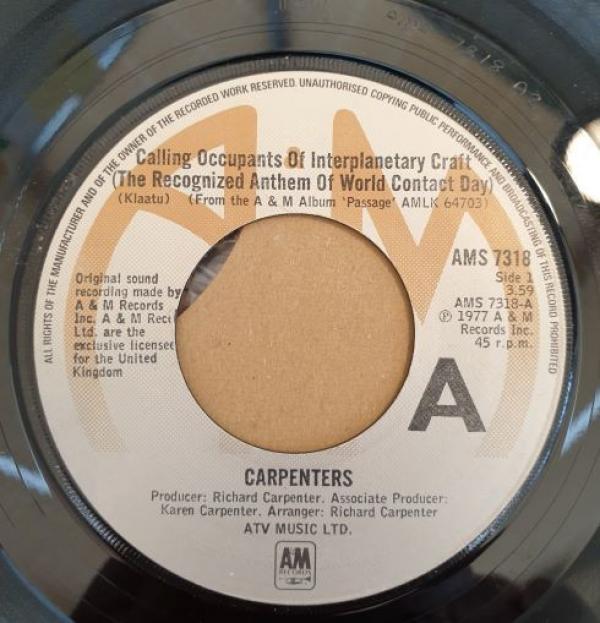 ALL RIGHTS OF THE MANUFACTURER AND OF THE OWNER OF THE RECORDED WORK RESERVED. UNAUTHORISED COPYING PUBLIC PERFORMANCE AND BROADCASTING OF THIS RECORD PROHIBITED
A·M
Calling Occupants Of Interplanetary Craft
(The Recognized Anthem Of World Contact Day)
(Klaatu) (From the A & M Album 'Passage' AMLK 64703)
AMS 7318
Side 1
3.59
AMS 7318-A
℗ 1977 A & M
Records Inc.
45 r.p.m.
Original sound
recording made by
A & M Records
Inc. A & M Rec
Ltd. are the
exclusive license
for the United
Kingdom
A
CARPENTERS
Producer: Richard Carpenter. Associate Producer:
Karen Carpenter. Arranger: Richard Carpenter
ATV MUSIC LTD.
AM
RECORDS